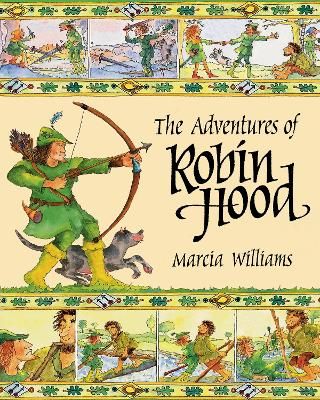 The Adventures of
Robin
Hood
Marcia Williams